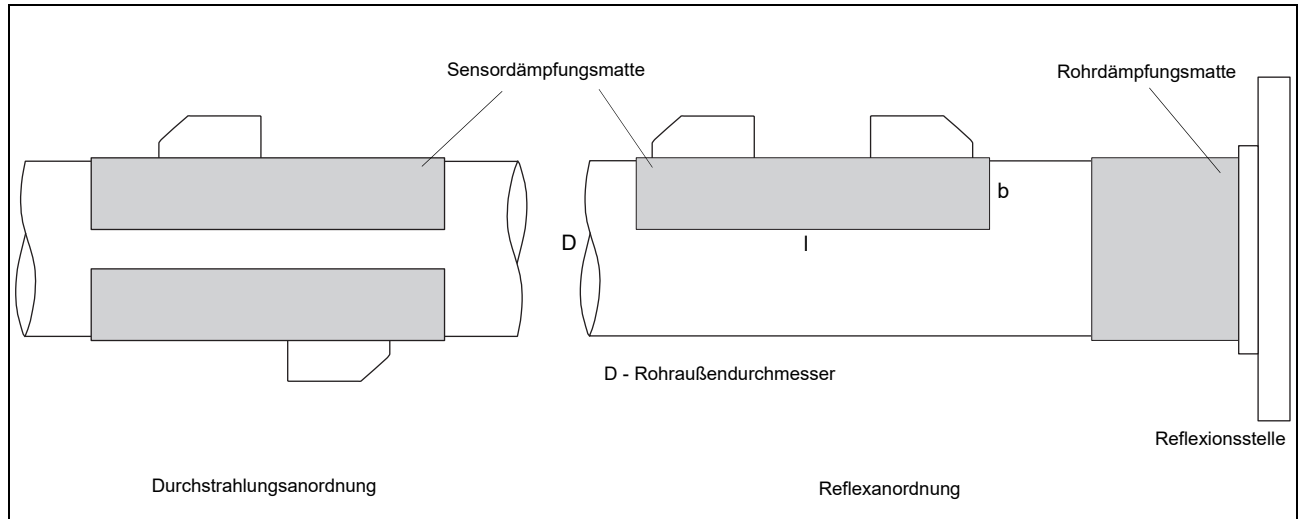 Sensordämpfungsmatte
Rohrdämpfungsmatte
b
D
l
D - Rohraußendurchmesser
Reflexionsstelle
Durchstrahlungsanordnung
Reflexanordnung